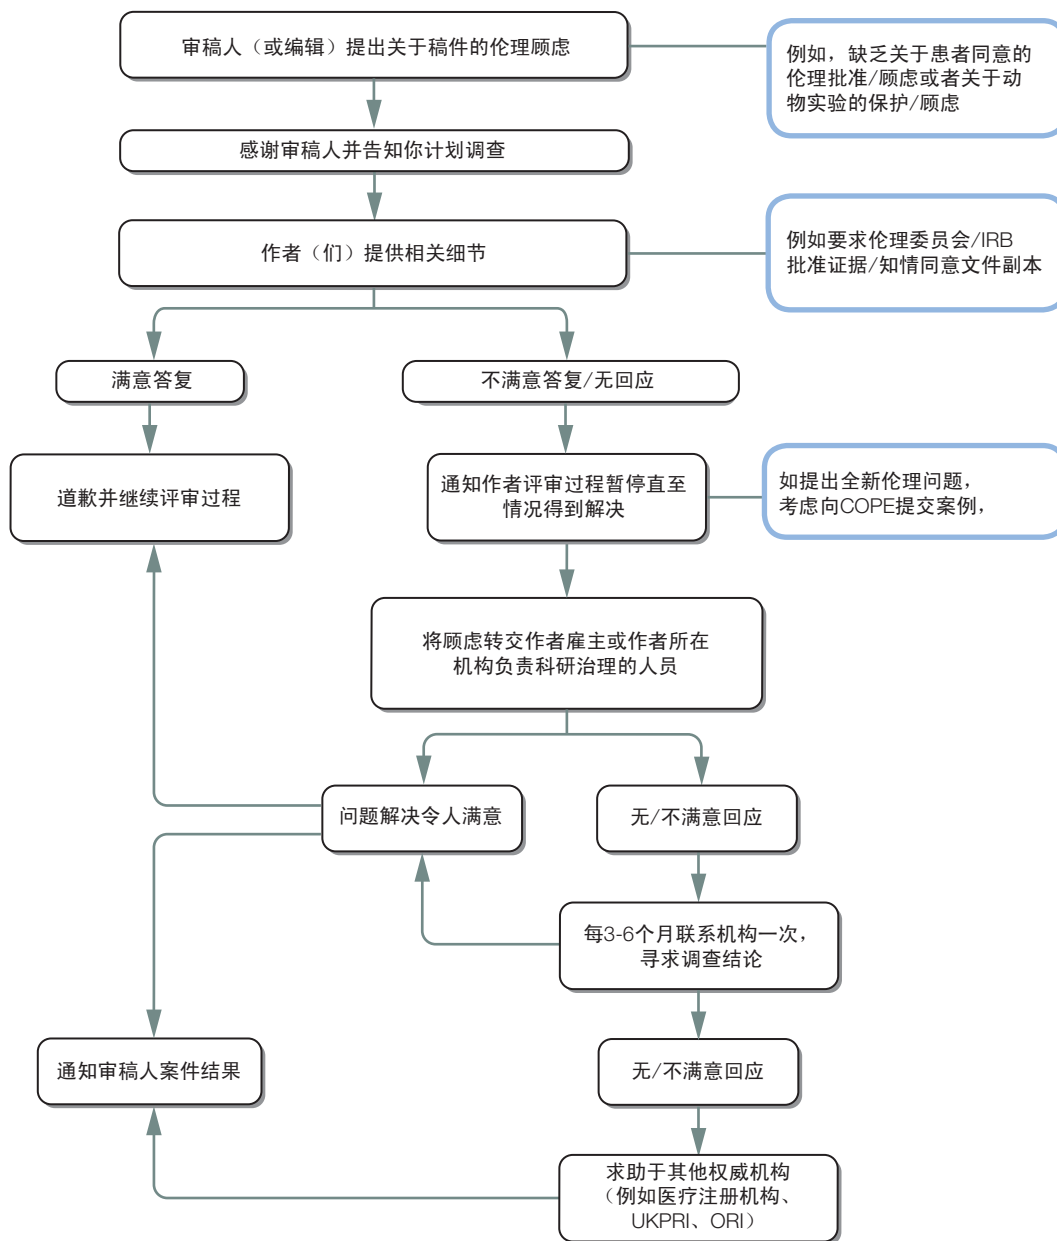 审稿人（或编辑）提出关于稿件的伦理顾虑
例如，缺乏关于患者同意的
伦理批准/顾虑或者关于动
物实验的保护/顾虑
感谢审稿人并告知你计划调查
作者（们）提供相关细节
例如要求伦理委员会/IRB
批准证据/知情同意文件副本
满意答复
不满意答复/无回应
道歉并继续评审过程
通知作者评审过程暂停直至
情况得到解决
如提出全新伦理问题，
考虑向COPE提交案例，
将顾虑转交作者雇主或作者所在
机构负责科研治理的人员
问题解决令人满意
无/不满意回应
每3-6个月联系机构一次，
寻求调查结论
通知审稿人案件结果
无/不满意回应
求助于其他权威机构
（例如医疗注册机构、
UKPRI、ORI）